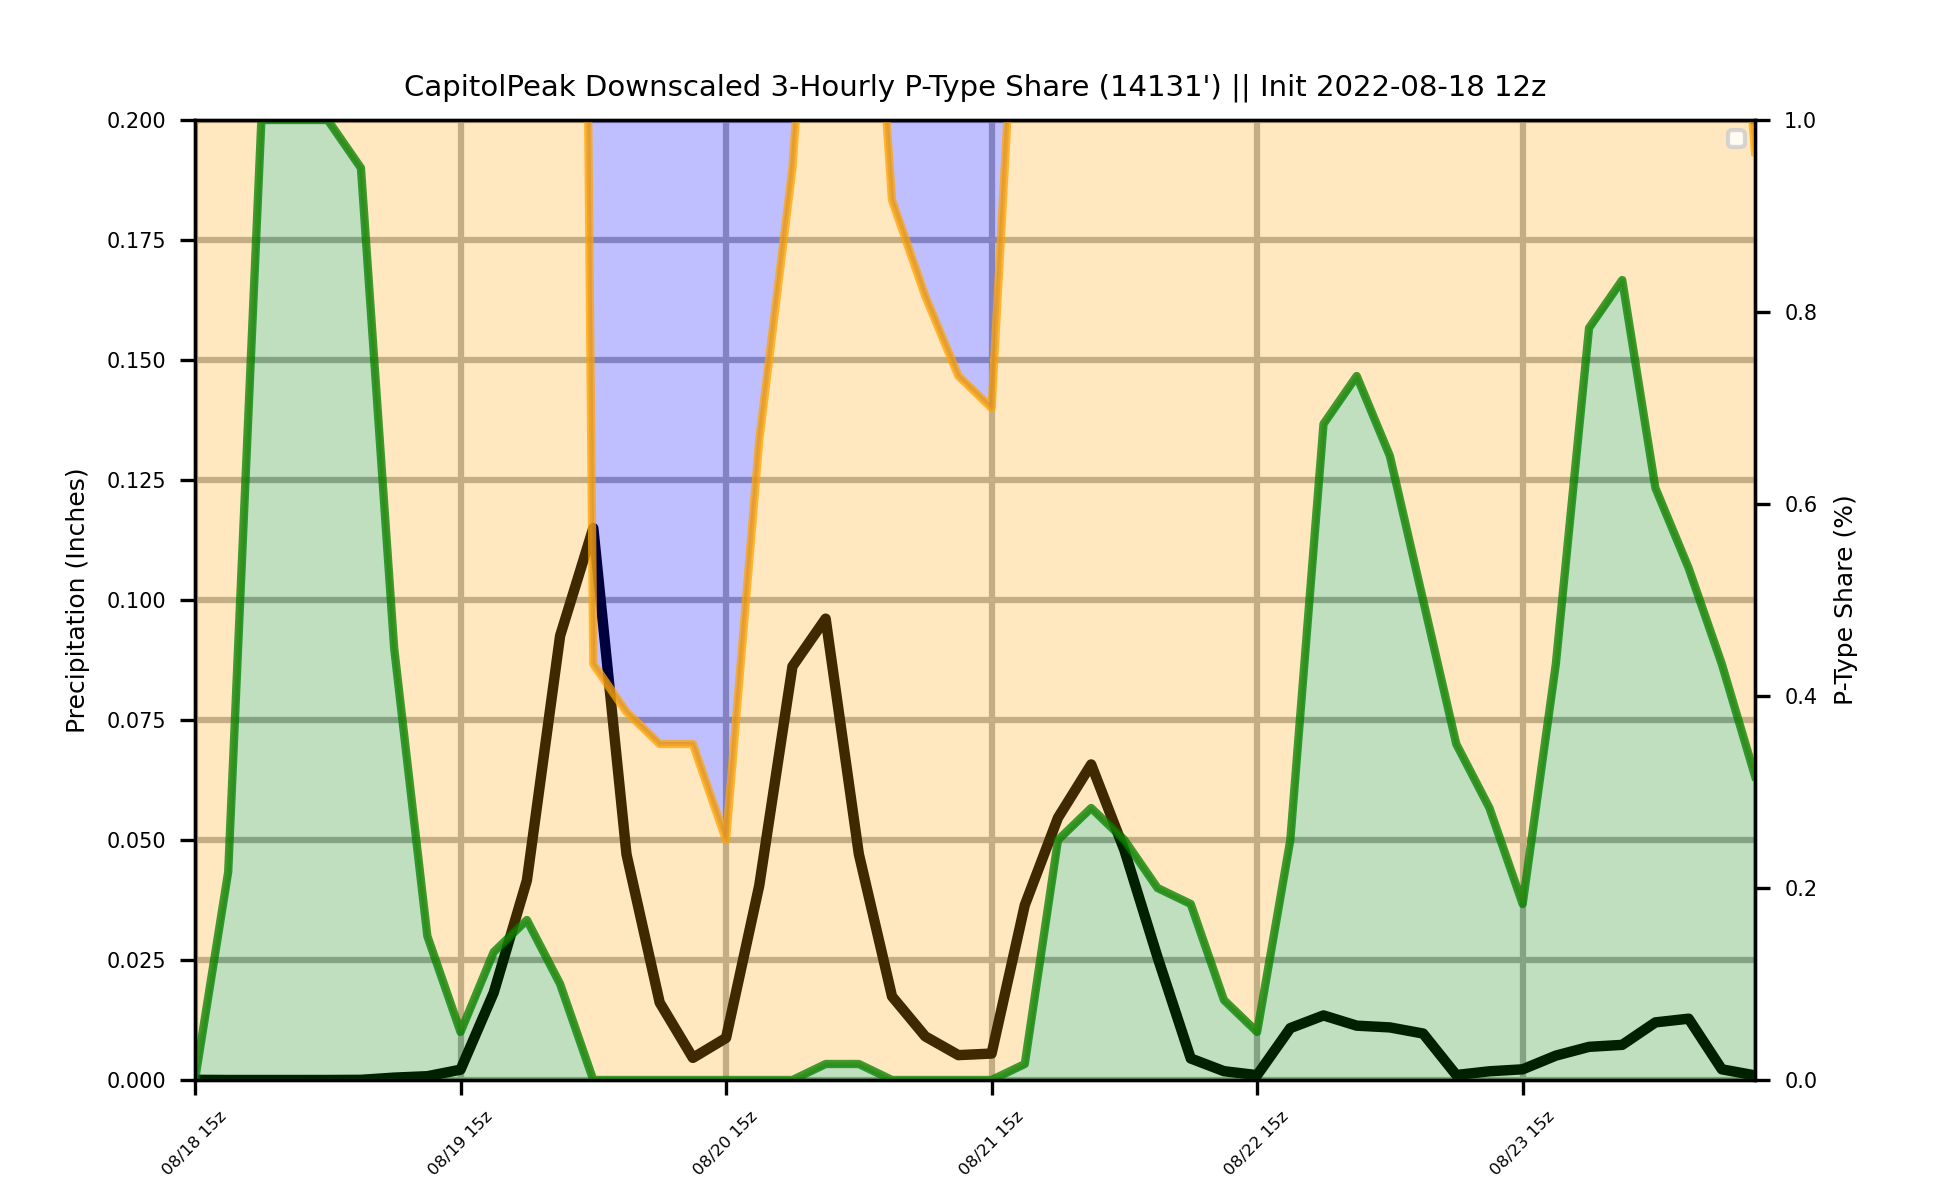 CapitolPeak Downscaled 3-Hourly P-Type Share (14131') || Init 2022-08-18 12z
Precipitation (Inches)
0.200
0.175
0.150
0.125
0.100
0.075
0.050
0.025
0.000
1.0
0.8
0.6
0.4
0.2
0.0
P-Type Share (%)
08/18 15z
08/19 15z
08/20 15z
08/21 15z
08/22 15z
08/23 15z